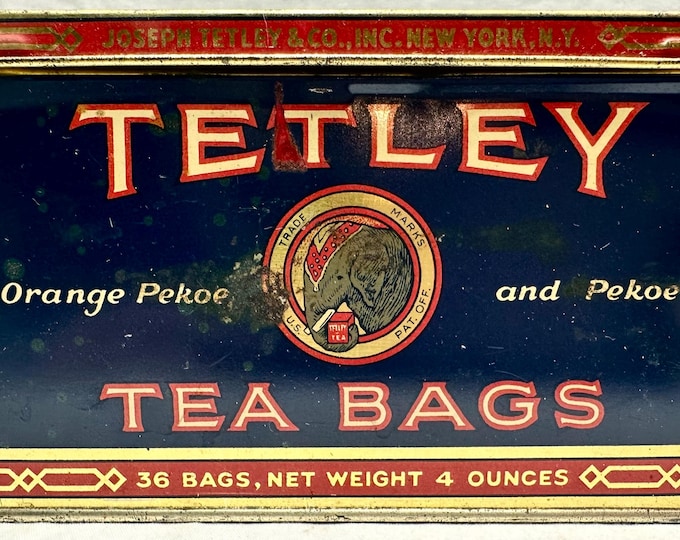 JOSEPH TETLEY & CO., INC. NEW YORK, N.Y.
TETLEY
TRADE MARKS
U.S. PAT. OFF.
TETLEY
TEA
Orange Pekoe and Pekoe
TEA BAGS
36 BAGS, NET WEIGHT 4 OUNCES